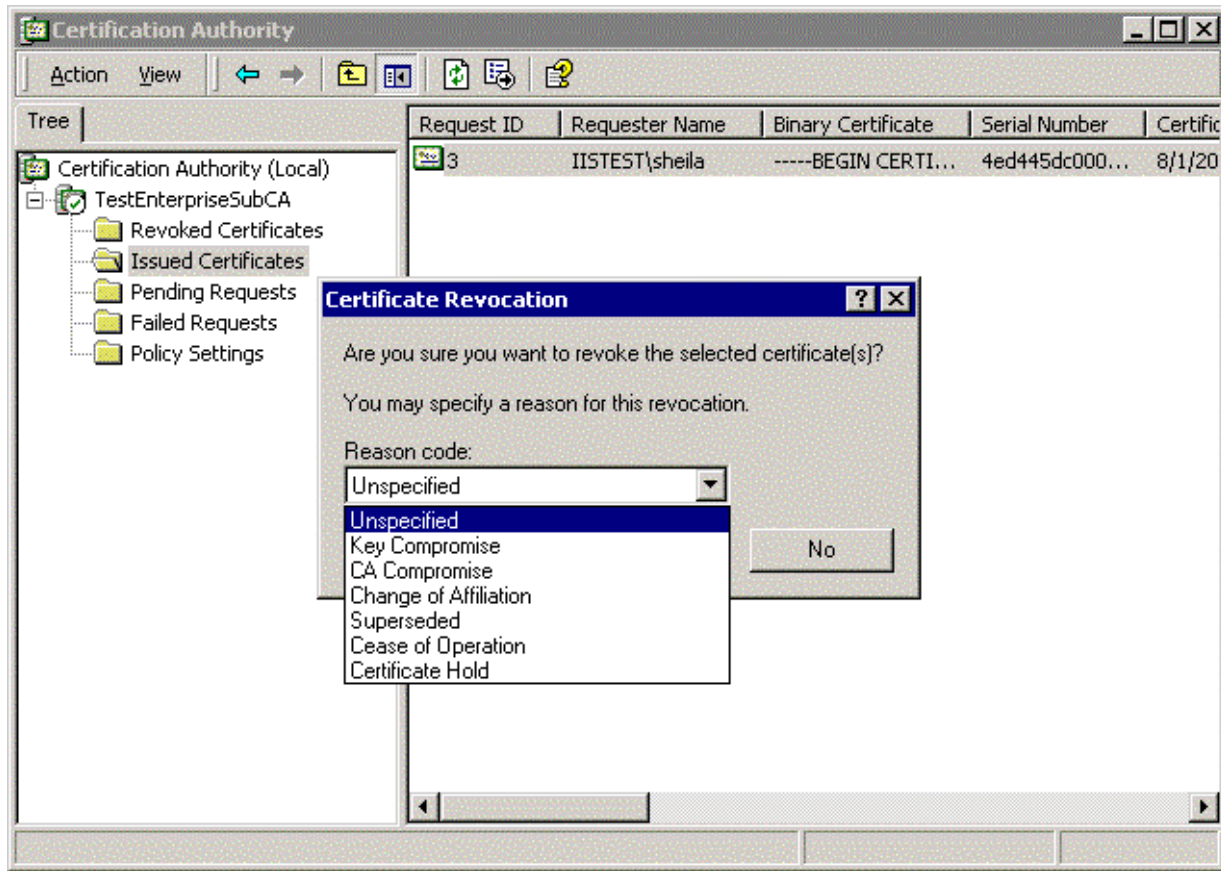 Certification Authority
Action View
Tree
Request ID Requester Name Binary Certificate Serial Number Certific
Certification Authority (Local)
3 IISTEST\sheila -----BEGIN CERTI... 4ed445dc000... 8/1/20
TestEnterpriseSubCA
Revoked Certificates
Issued Certificates
Pending Requests
Failed Requests
Policy Settings
Certificate Revocation
Are you sure you want to revoke the selected certificate(s)?
You may specify a reason for this revocation.
Reason code:
Unspecified
Unspecified
Key Compromise
CA Compromise
Change of Affiliation
Superseded
Cease of Operation
Certificate Hold
No